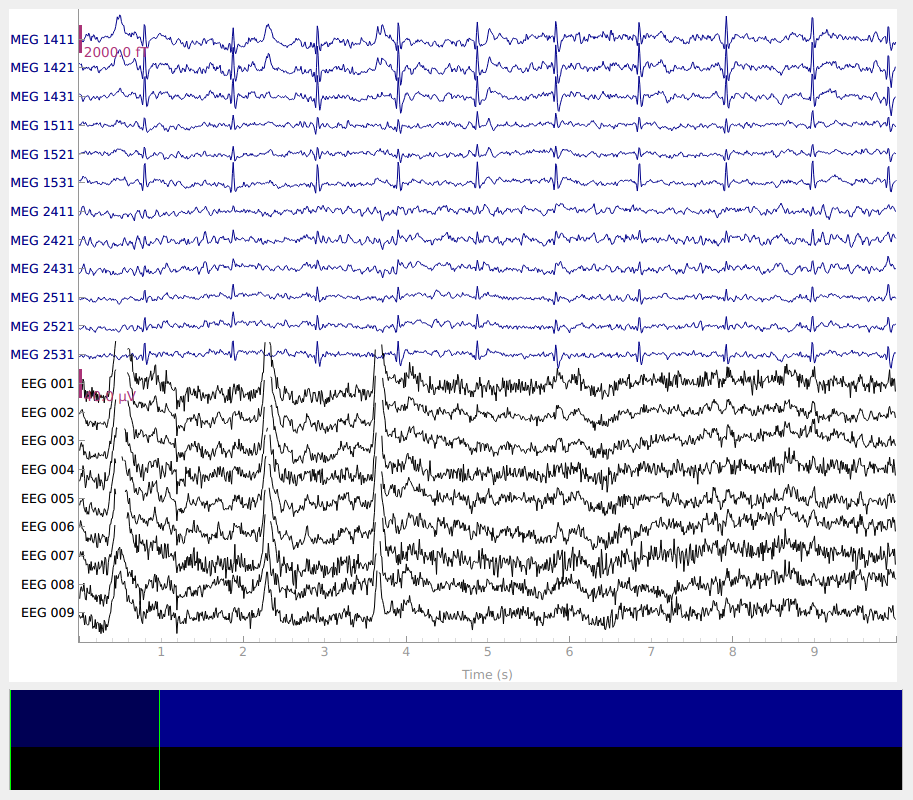 MEG 1411
2000.0 fT
MEG 1421
MEG 1431
MEG 1511
MEG 1521
MEG 1531
MEG 2411
MEG 2421
MEG 2431
MEG 2511
MEG 2521
MEG 2531
EEG 001
µV
EEG 002
EEG 003
EEG 004
EEG 005
EEG 006
EEG 007
EEG 008
EEG 009
1 2 3 4 5 6 7 8 9
Time (s)